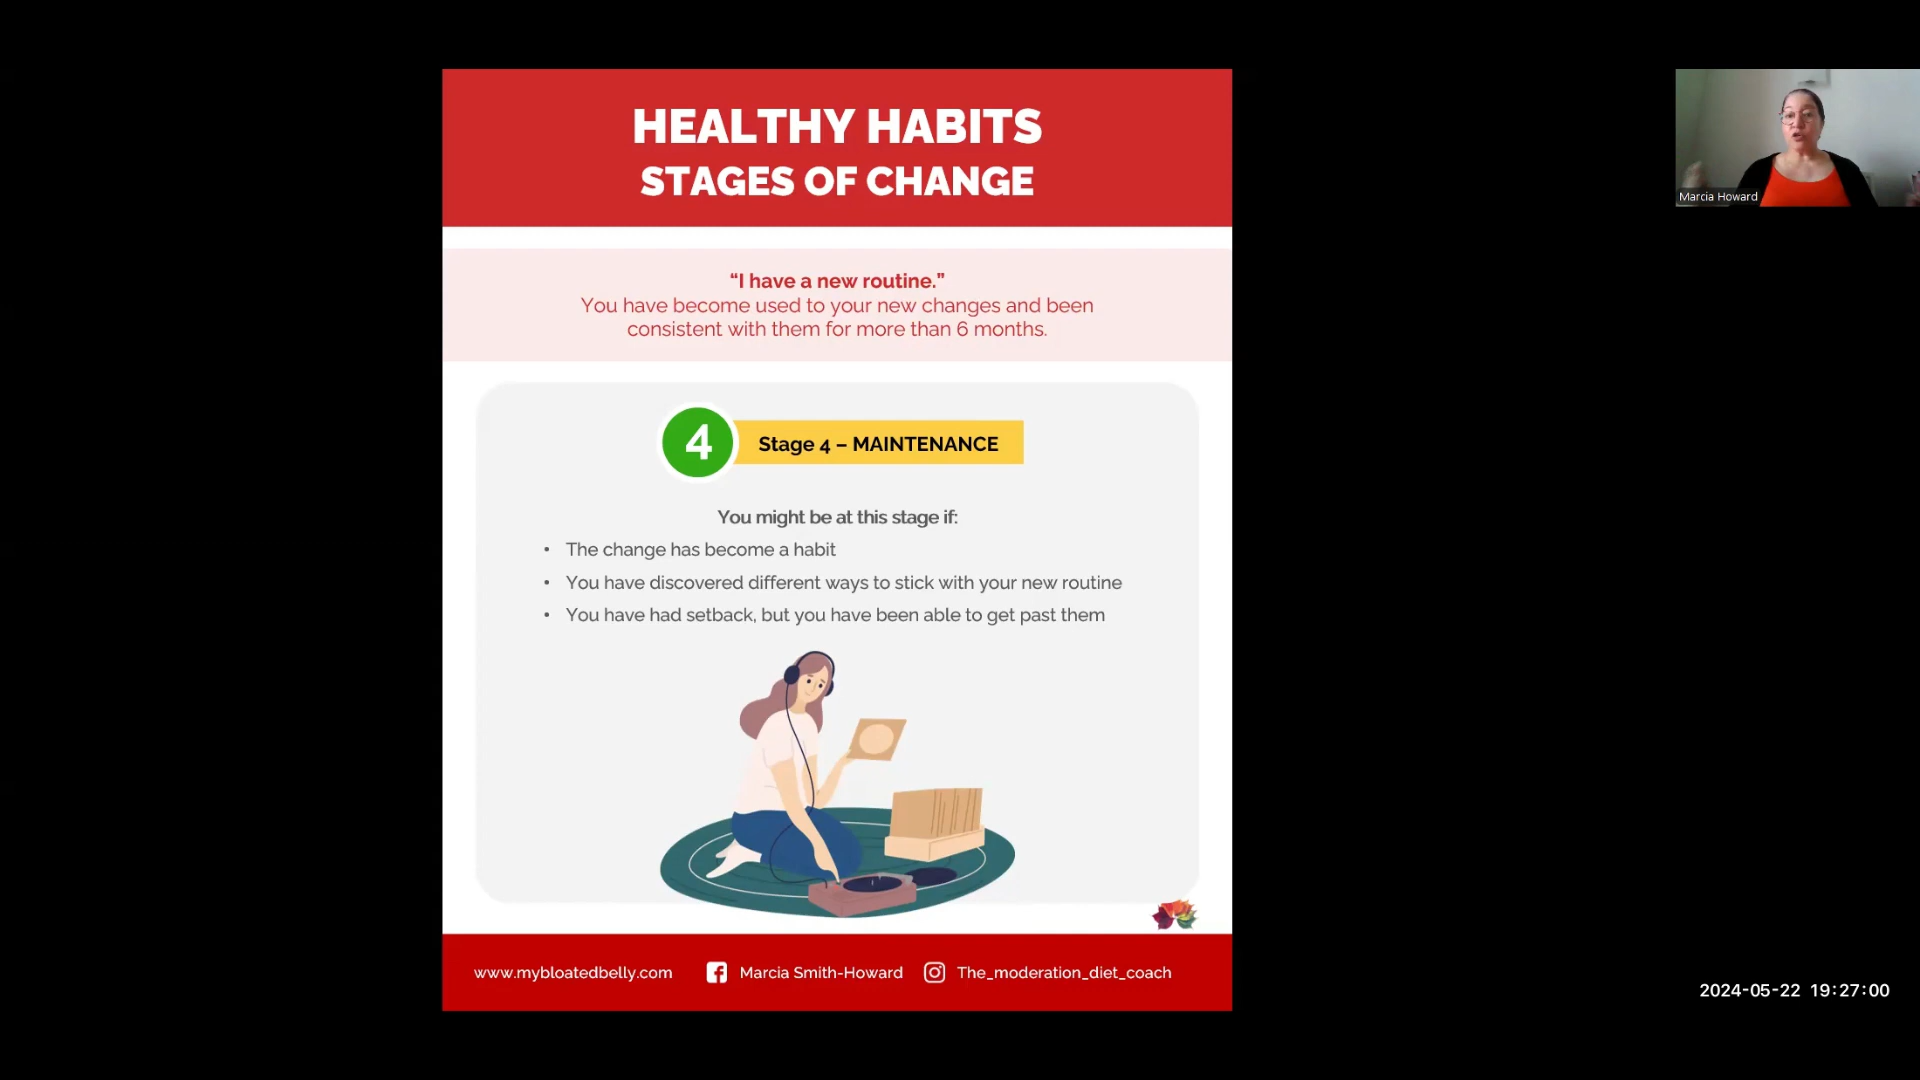 HEALTHY HABITS
STAGES OF CHANGE
“I have a new routine.”
You have become used to your new changes and been
consistent with them for more than 6 months.
4
Stage 4 – MAINTENANCE
You might be at this stage if:
• The change has become a habit
• You have discovered different ways to stick with your new routine
• You have had setback, but you have been able to get past them
www.mybloatedbelly.com
Marcia Smith-Howard
The_moderation_diet_coach
Marcia Howard
2024-05-22 19:27:00